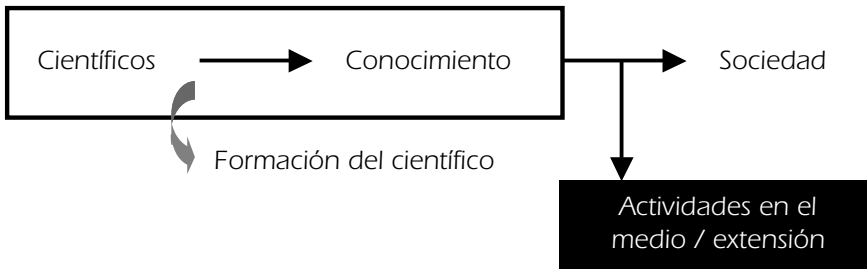 Científicos
Conocimiento
Sociedad
Formación del científico
Actividades en el
medio / extensión